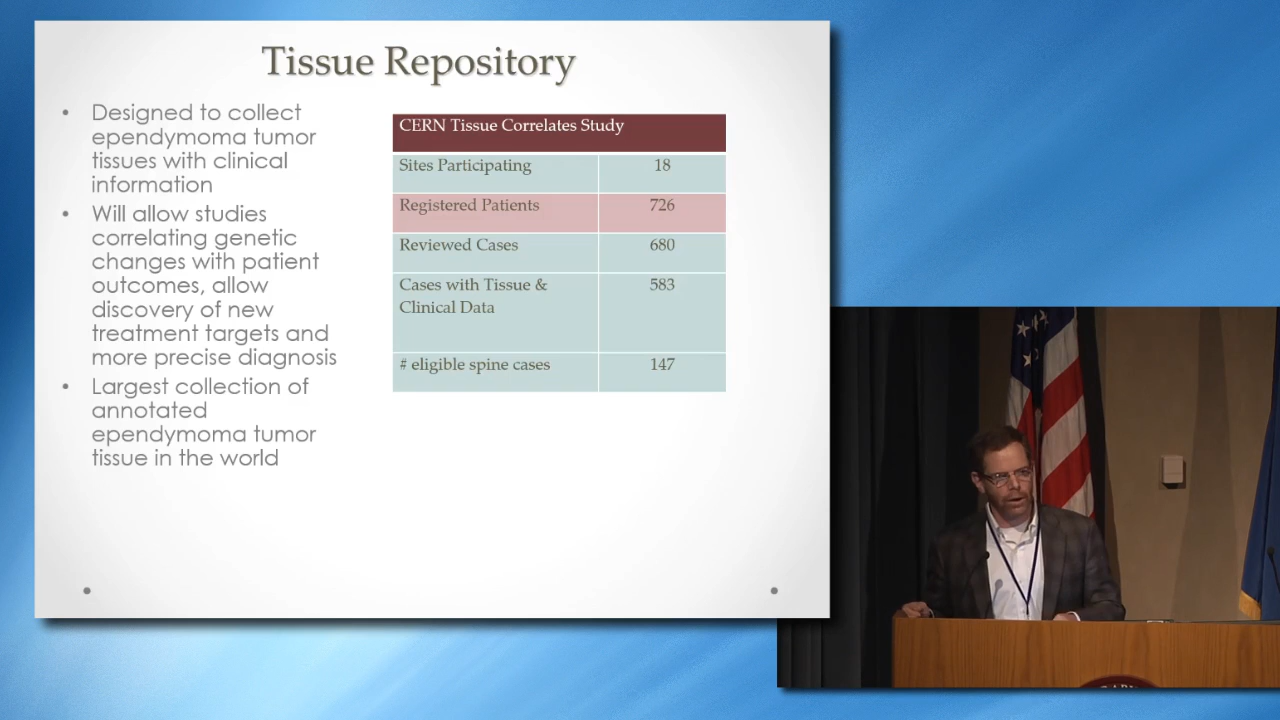 Tissue Repository
• Designed to collect
ependymoma tumor
tissues with clinical
information
• Will allow studies
correlating genetic
changes with patient
outcomes, allow
discovery of new
treatment targets and
more precise diagnosis
• Largest collection of
annotated
ependymoma tumor
tissue in the world
CERN Tissue Correlates Study
Sites Participating 18
Registered Patients 726
Reviewed Cases 680
Cases with Tissue & 583
Clinical Data
# eligible spine cases 147